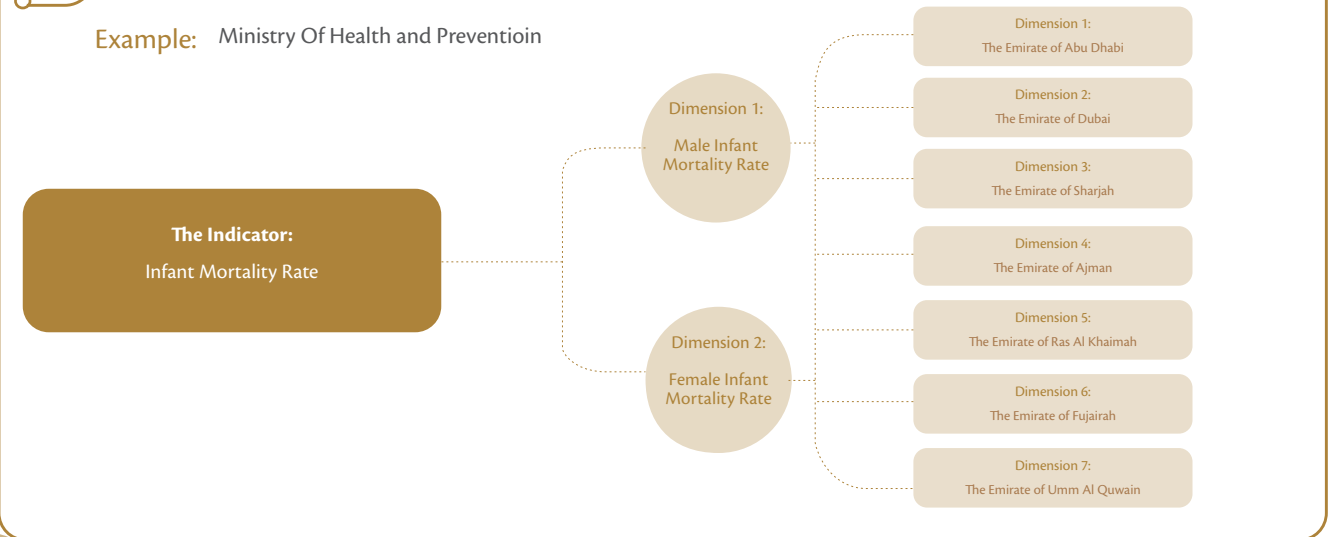 Example: Ministry Of Health and Preventioin
The Indicator:
Infant Mortality Rate
Dimension 1:
Male Infant
Mortality Rate
Dimension 2:
Female Infant
Mortality Rate
Dimension 1:
The Emirate of Abu Dhabi
Dimension 2:
The Emirate of Dubai
Dimension 3:
The Emirate of Sharjah
Dimension 4:
The Emirate of Ajman
Dimension 5:
The Emirate of Ras Al Khaimah
Dimension 6:
The Emirate of Fujairah
Dimension 7:
The Emirate of Umm Al Quwain